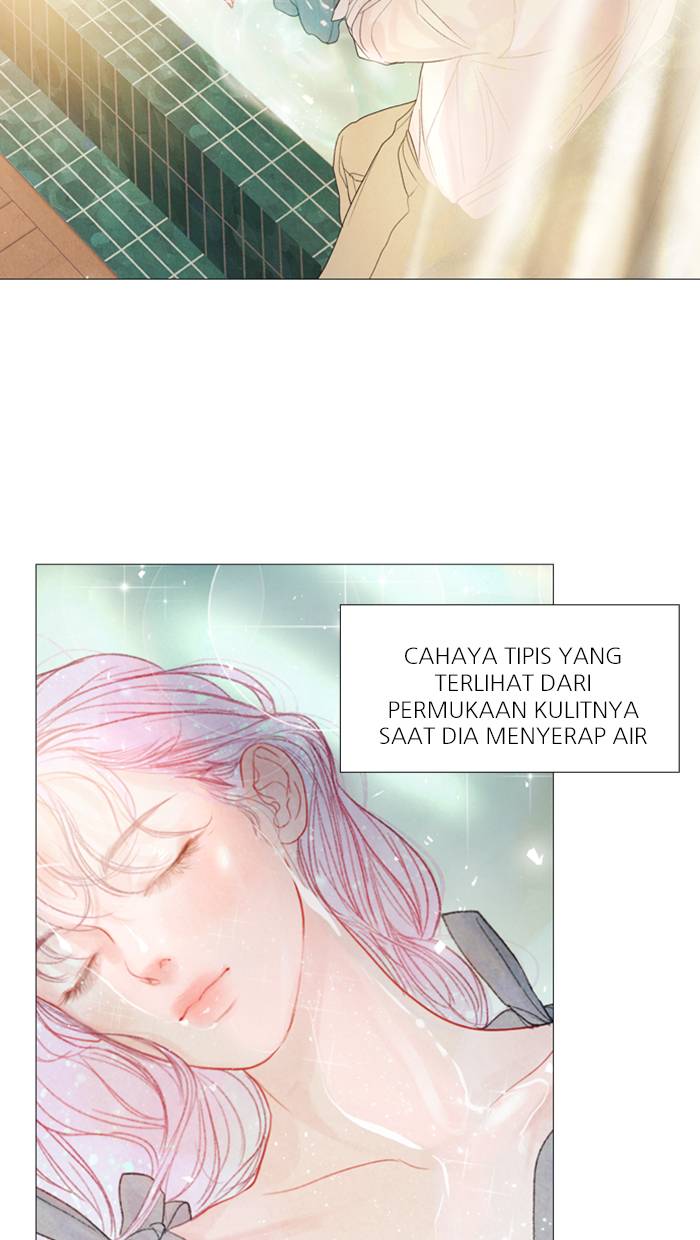 CAHAYA TIPIS YANG
TERLIHAT DARI
PERMUKAAN KULITNYA
SAAT DIA MENYERAP AIR